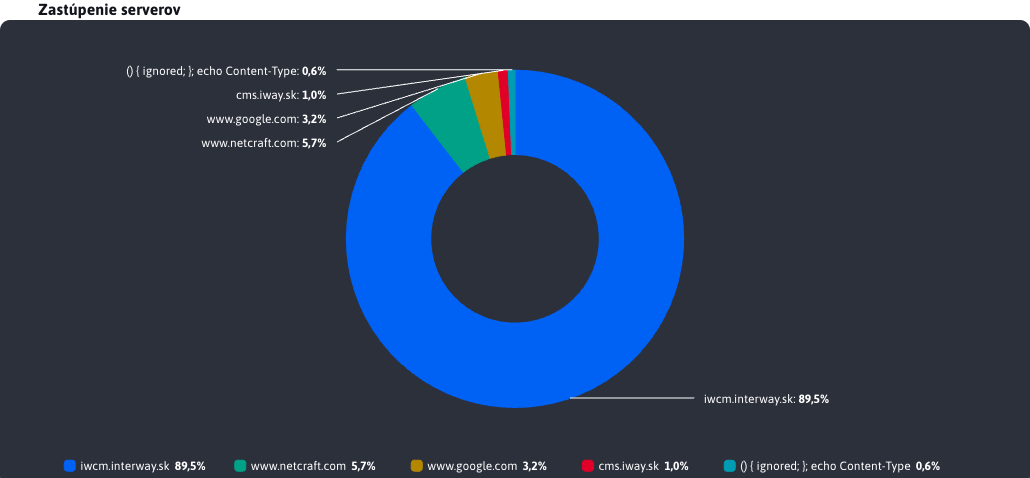 Zastúpenie serverov
() { ignored; }; echo Content-Type: 0,6%
cms.iway.sk: 1,0%
www.google.com: 3,2%
www.netcraft.com: 5,7%
iwcm.interway.sk: 89,5%
iwcm.interway.sk 89,5% www.netcraft.com 5,7% www.google.com 3,2% cms.iway.sk 1,0% () { ignored; }; echo Content-Type 0,6%